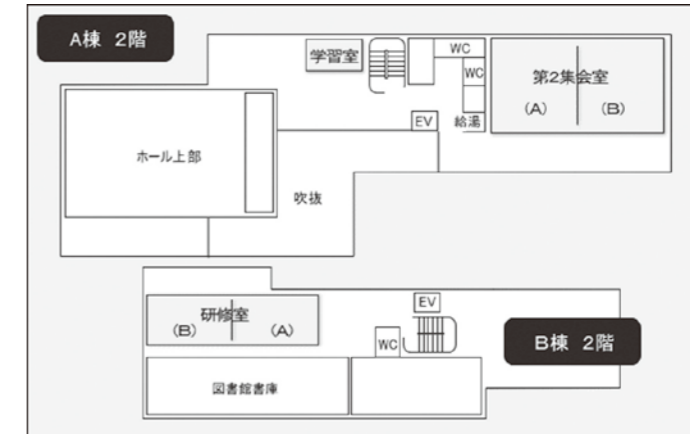 A棟 2階
学習室
WC
WC
第2集会室
(A) (B)
EV
給湯
ホール上部
吹抜
研修室
(B) (A)
EV
WC
B棟 2階
図書館書庫